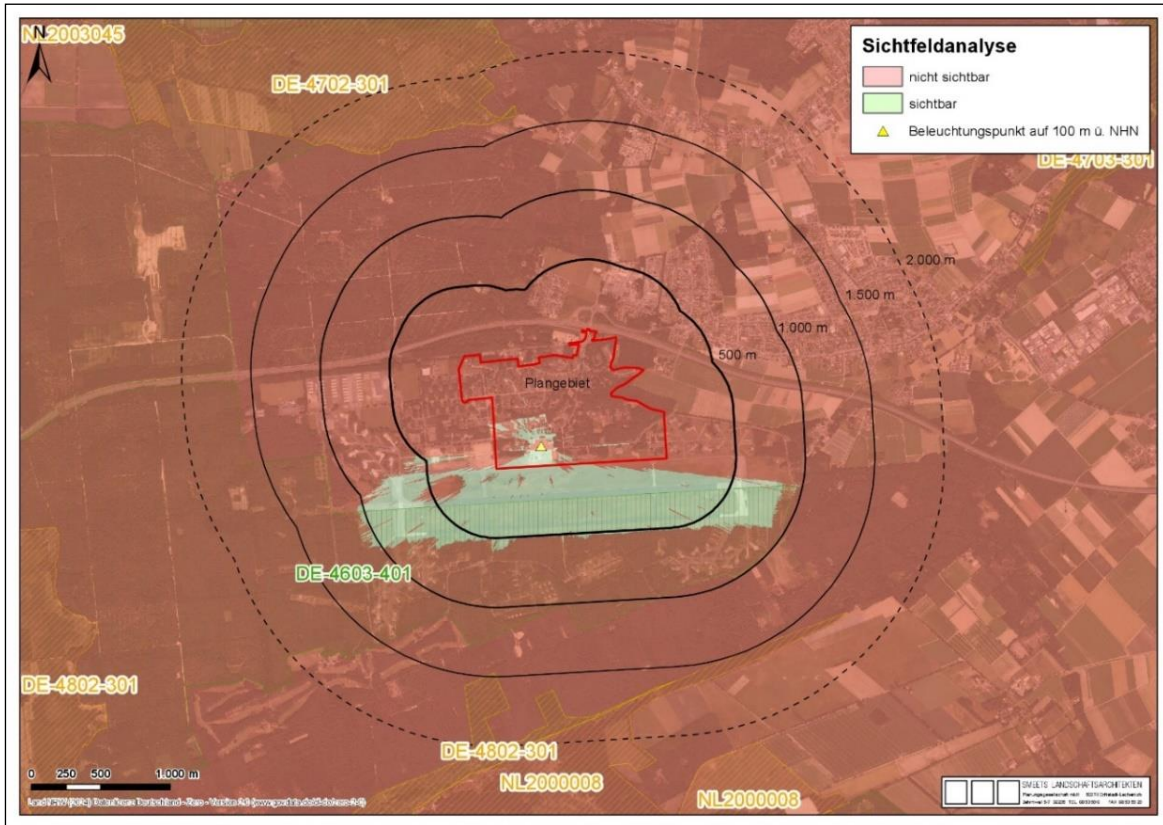 NL2003045
N
DE-4702-301
Sichtfeldanalyse
nicht sichtbar
sichtbar
Beleuchtungspunkt auf 100 m ü. NHN
DE-4703-301
2.000 m
1.500 m
1.000 m
500 m
Plangebiet
DE-4603-401
DE-4802-301
DE-4802-301
NL2000008
NL2000008
0 250 500 1.000 m
SMEETS LANDSCHAFTSARCHITEKTEN